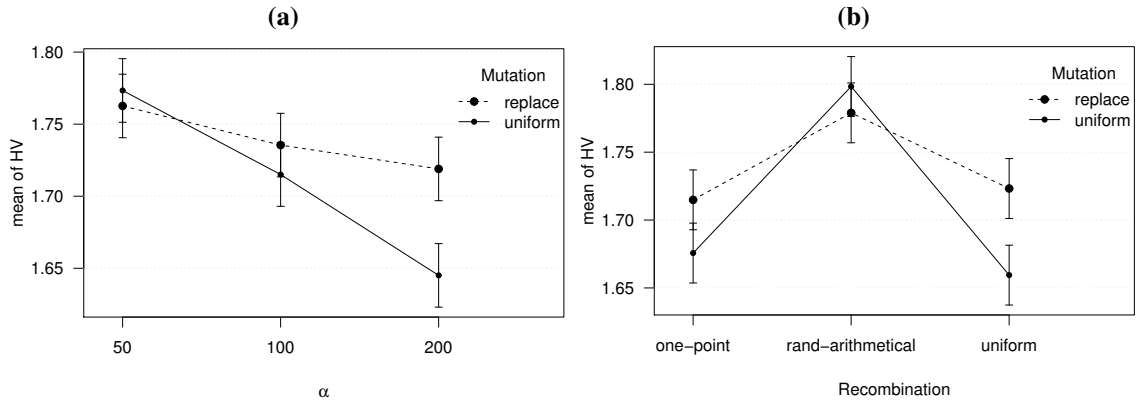 (a)
1.80
1.75
1.70
1.65
mean of HV
50 100 200
α
Mutation
replace
uniform
(b)
1.80
1.75
1.70
1.65
mean of HV
one−point rand−arithmetical uniform
Recombination
Mutation
replace
uniform